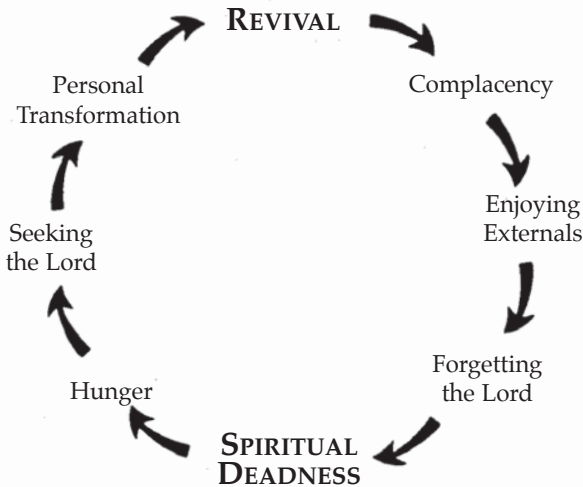 REVIVAL
Complacency
Enjoying
Externals
Forgetting
the Lord
SPIRITUAL
DEADNESS
Hunger
Seeking
the Lord
Personal
Transformation